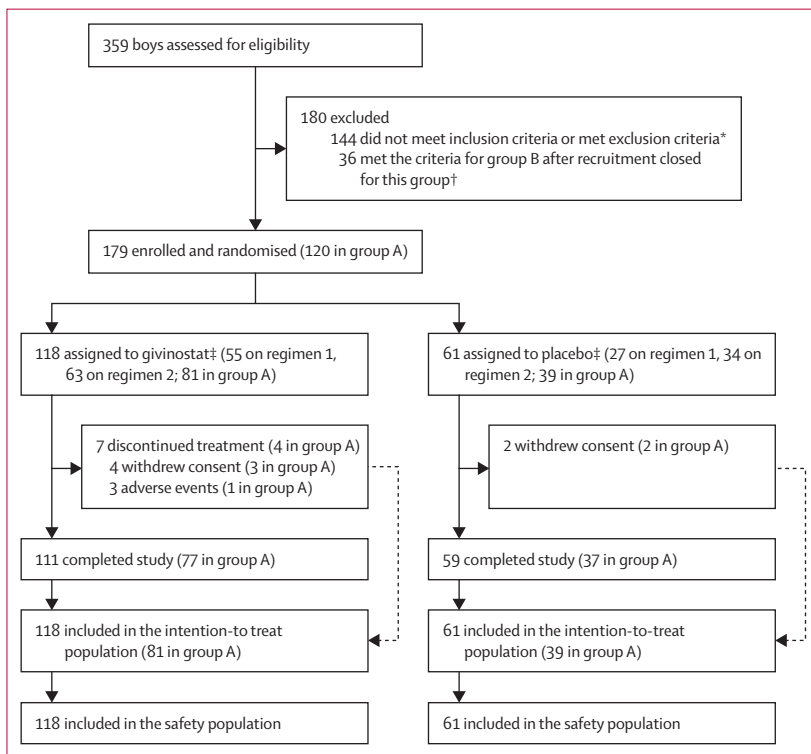 359 boys assessed for eligibility
180 excluded
144 did not meet inclusion criteria or met exclusion criteria*
36 met the criteria for group B after recruitment closed
for this group†
179 enrolled and randomised (120 in group A)
118 assigned to givinostat‡ (55 on regimen 1,
63 on regimen 2; 81 in group A)
61 assigned to placebo‡ (27 on regimen 1, 34 on
regimen 2; 39 in group A)
7 discontinued treatment (4 in group A)
4 withdrew consent (3 in group A)
3 adverse events (1 in group A)
2 withdrew consent (2 in group A)
111 completed study (77 in group A)
59 completed study (37 in group A)
118 included in the intention-to treat
population (81 in group A)
61 included in the intention-to-treat
population (39 in group A)
118 included in the safety population
61 included in the safety population